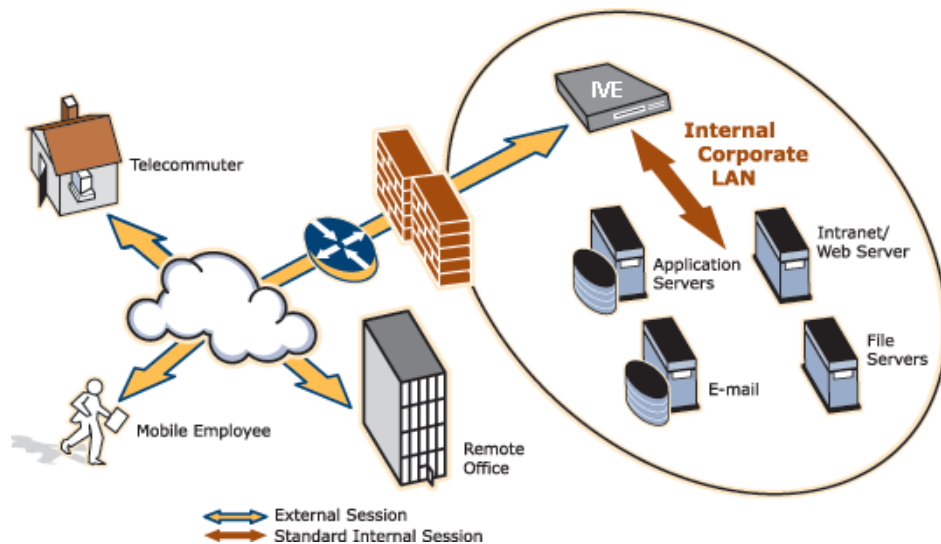 IVE
Internal
Corporate
LAN
Telecommuter
Intranet/
Web Server
Application
Servers
File
Servers
E-mail
Mobile Employee
Remote
Office
External Session
Standard Internal Session